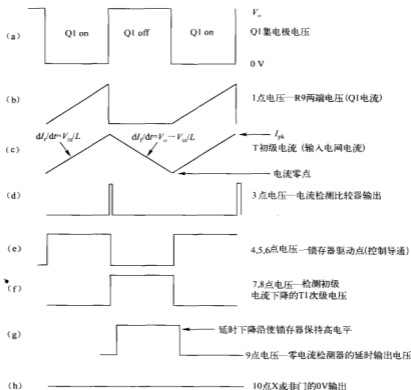 Vo
(a) Q1 on Q1 off Q1 on Q1集电极电压
0 V
(b) 1点电压—R9两端电压(Q1电流)
dI/dt=Vin/L dI/dt=Vo－Vin/L Ipk
(c) T初级电流(输入电网电流)
电流零点
(d) 3点电压—电流检测比较器输出
(e) 4,5,6点电压—锁存器驱动点(控制导通)
(f) 7,8点电压—检测初级
电流下降的T1次级电压
(g) 延时下降沿使锁存器保持高电平
9点电压—零电流检测器的延时输出电压
(h) 10点X或非门的0V输出